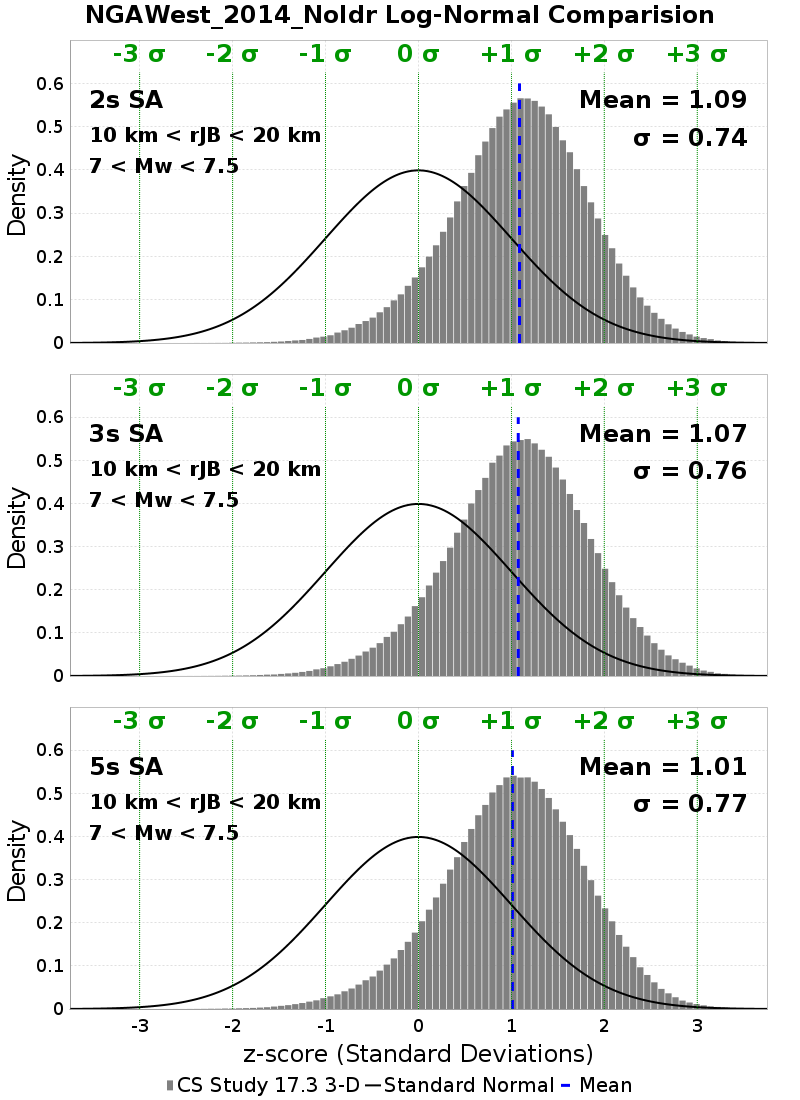 NGAWest_2014_NoIdr Log-Normal Comparision
-3 σ -2 σ -1 σ 0 σ +1 σ +2 σ +3 σ
0.6
2s SA Mean = 1.09
0.5
10 km < rJB < 20 km σ = 0.74
7 < Mw < 7.5
0.4
0.3
0.2
0.1
0
Density
-3 σ -2 σ -1 σ 0 σ +1 σ +2 σ +3 σ
0.6
3s SA Mean = 1.07
0.5
10 km < rJB < 20 km σ = 0.76
7 < Mw < 7.5
0.4
0.3
0.2
0.1
0
Density
-3 σ -2 σ -1 σ 0 σ +1 σ +2 σ +3 σ
0.6
5s SA Mean = 1.01
0.5
10 km < rJB < 20 km σ = 0.77
7 < Mw < 7.5
0.4
0.3
0.2
0.1
0
Density
-3 -2 -1 0 1 2 3
z-score (Standard Deviations)
CS Study 17.3 3-D Standard Normal Mean